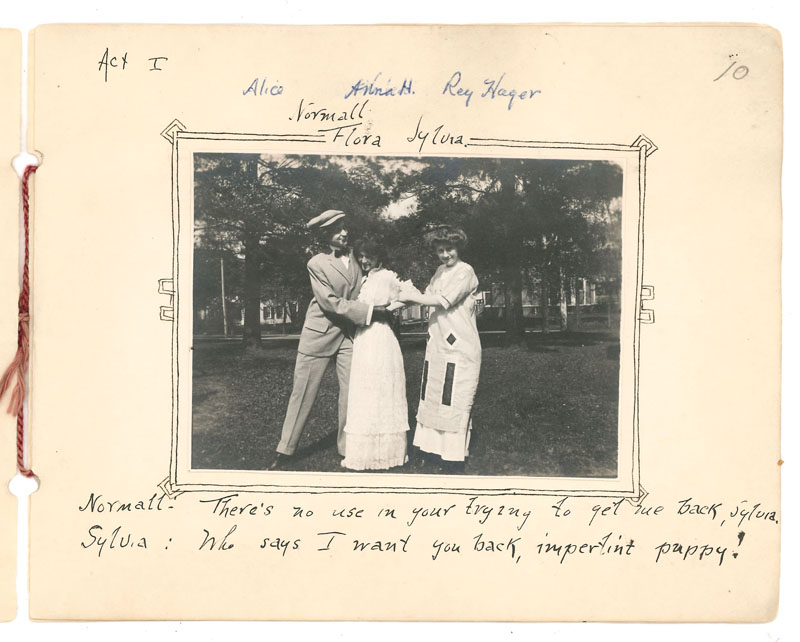 Act I
10
Alice Anna H. Rey Hager
Normall
Flora Sylvia.
Normall- There's no use in your trying to get me back, Sylvia.
Sylvia: Who says I want you back, impertint puppy!